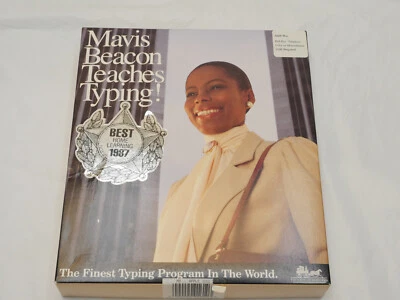 Mavis
Beacon
Teaches
Typing!
BEST
HOME
LEARNING
1987
The Finest Typing Program In The World.